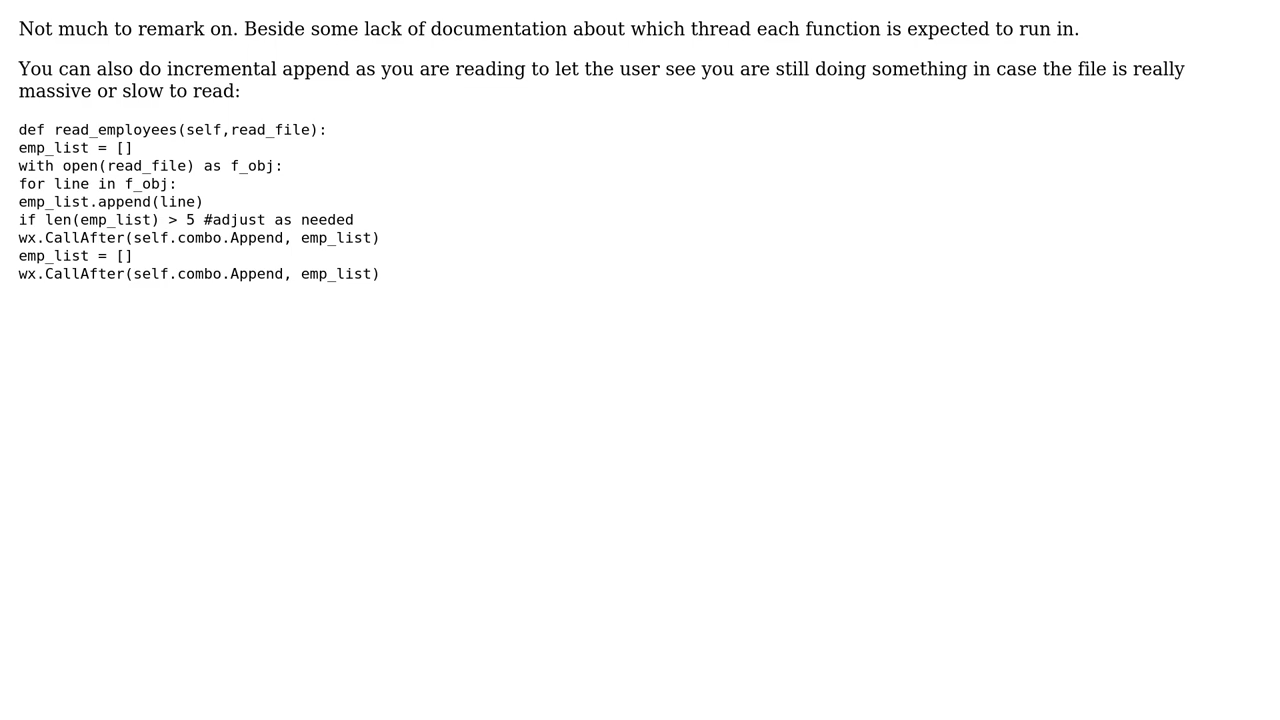 Not much to remark on. Beside some lack of documentation about which thread each function is expected to run in.
You can also do incremental append as you are reading to let the user see you are still doing something in case the file is really
massive or slow to read:
def read_employees(self,read_file):
emp_list = []
with open(read_file) as f_obj:
for line in f_obj:
emp_list.append(line)
if len(emp_list) > 5 #adjust as needed
wx.CallAfter(self.combo.Append, emp_list)
emp_list = []
wx.CallAfter(self.combo.Append, emp_list)